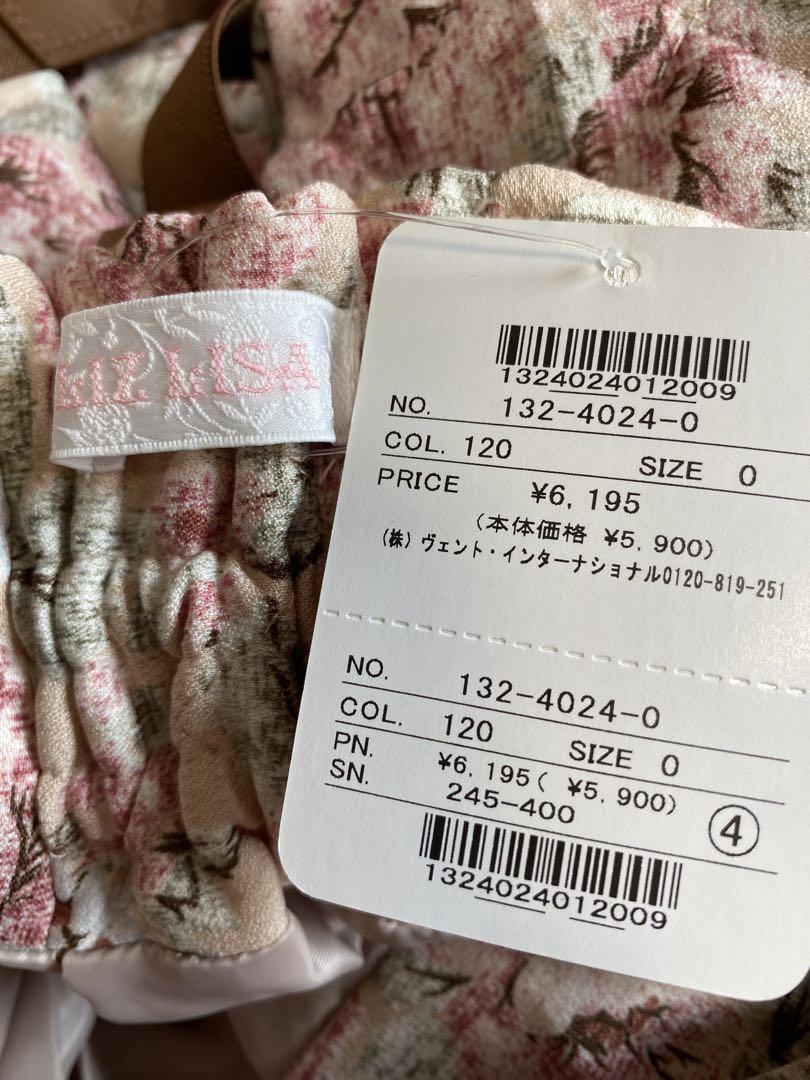 LIZ LISA
1324024012009
NO. 132-4024-0
COL. 120 SIZE 0
PRICE ¥6,195
(本体価格 ¥5,900)
(株)ヴェント・インターナショナル0120-819-251
NO. 132-4024-0
COL. 120 SIZE 0
PN. ¥6,195( ¥5,900)
SN. 245-400 ④
1324024012009